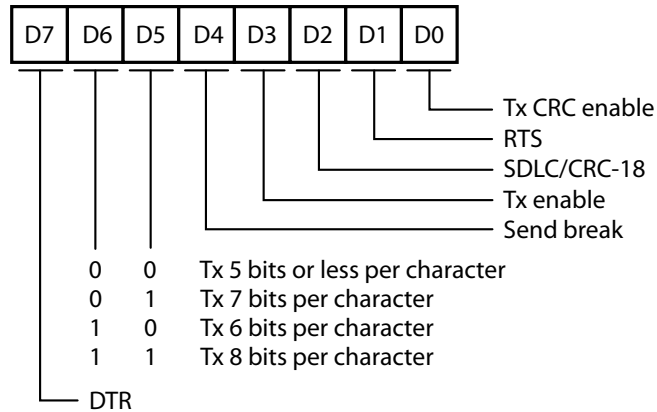 D7 D6 D5 D4 D3 D2 D1 D0
Tx CRC enable
RTS
SDLC/CRC-18
Tx enable
Send break
0 0 Tx 5 bits or less per character
0 1 Tx 7 bits per character
1 0 Tx 6 bits per character
1 1 Tx 8 bits per character
DTR